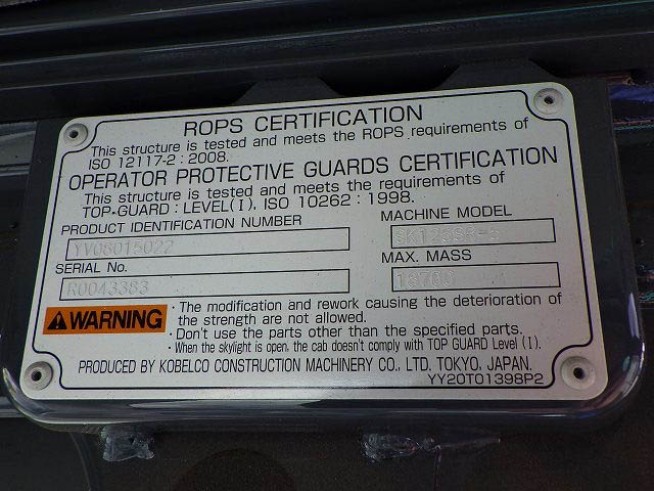 ROPS CERTIFICATION
This structure is tested and meets the ROPS requirements of
ISO 12117-2 : 2008.
OPERATOR PROTECTIVE GUARDS CERTIFICATION
This structure is tested and meets the requirements of
TOP-GUARD : LEVEL(I), ISO 10262 : 1998.
PRODUCT IDENTIFICATION NUMBER
YV08015022
SERIAL No.
R0043383
MACHINE MODEL
MAX. MASS
⚠WARNING
· The modification and rework causing the deterioration of
the strength are not allowed.
· Don't use the parts other than the specified parts.
· When the skylight is open, the cab doesn't comply with TOP GUARD Level (I).
PRODUCED BY KOBELCO CONSTRUCTION MACHINERY CO., LTD. TOKYO, JAPAN.
YY20T01398P2